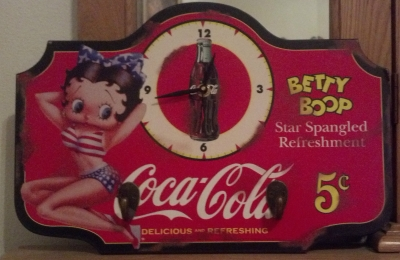 12
9
3
6
BETTY
BOOP
Star Spangled
Refreshment
Coca-Cola
5¢
DELICIOUS AND REFRESHING